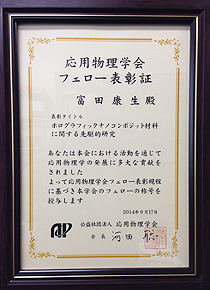 応用物理学会
フェロー表彰証
富田康生殿
表彰タイトル
ホログラフィックナノコンポジット材料
に関する先駆的研究
あなたは本会における活動を通じて
応用物理学の発展に多大な貢献を
されました
よって応用物理学会フェロー表彰規程
に基づき本学会のフェローの称号を
授与します
2014年9月17日
公益社団法人 応用物理学会
会長 河田 聡